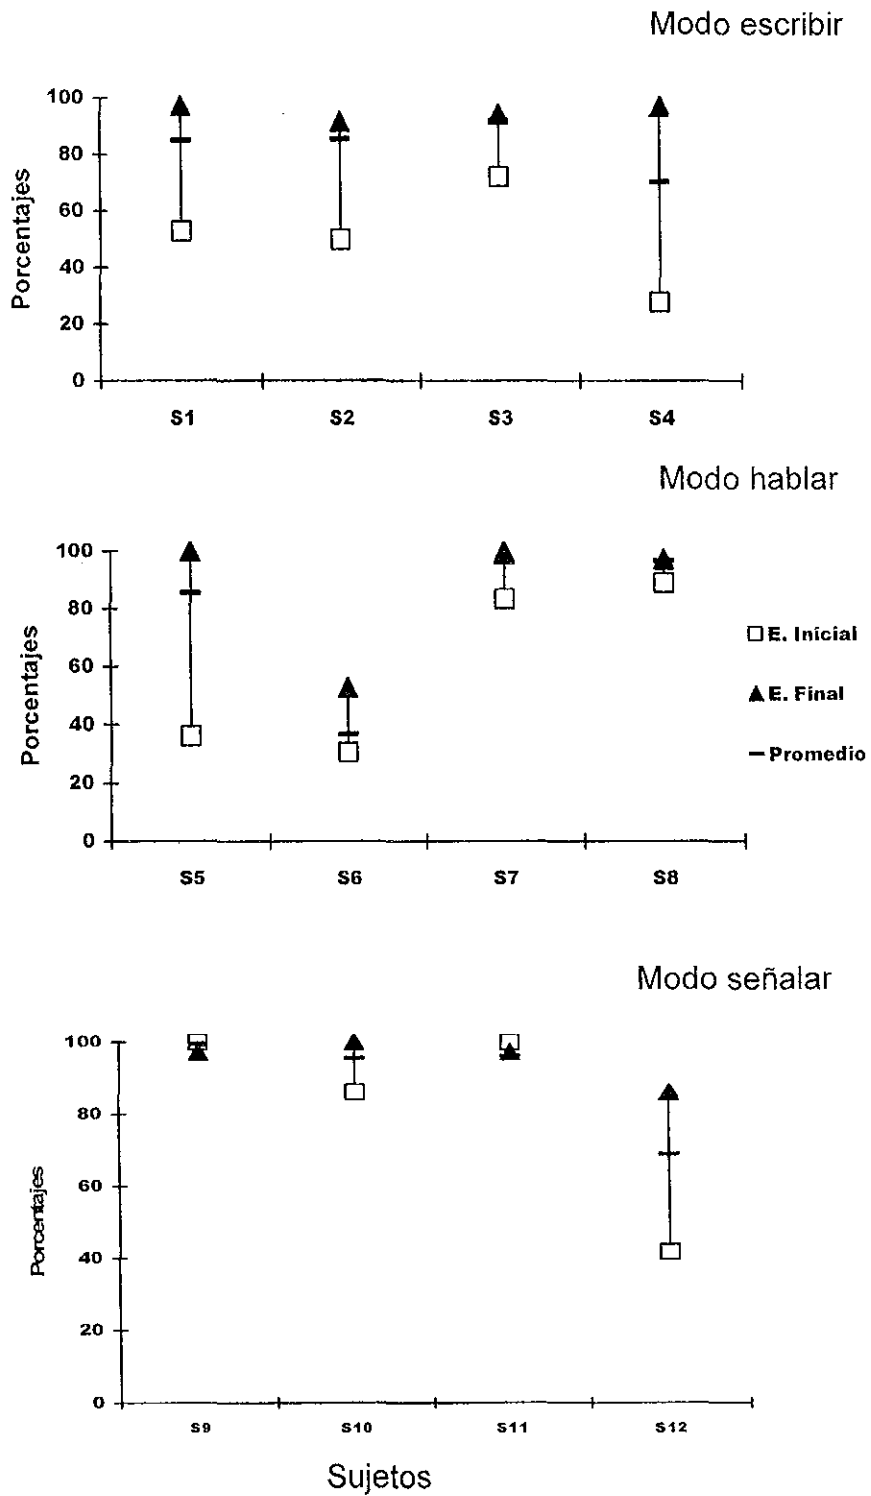 Modo escribir
Porcentajes
100
80
60
40
20
0
S1 S2 S3 S4
Modo hablar
Porcentajes
100
80
60
40
20
0
S5 S6 S7 S8
E. Inicial
E. Final
Promedio
Modo señalar
Porcentajes
100
80
60
40
20
0
S9 S10 S11 S12
Sujetos